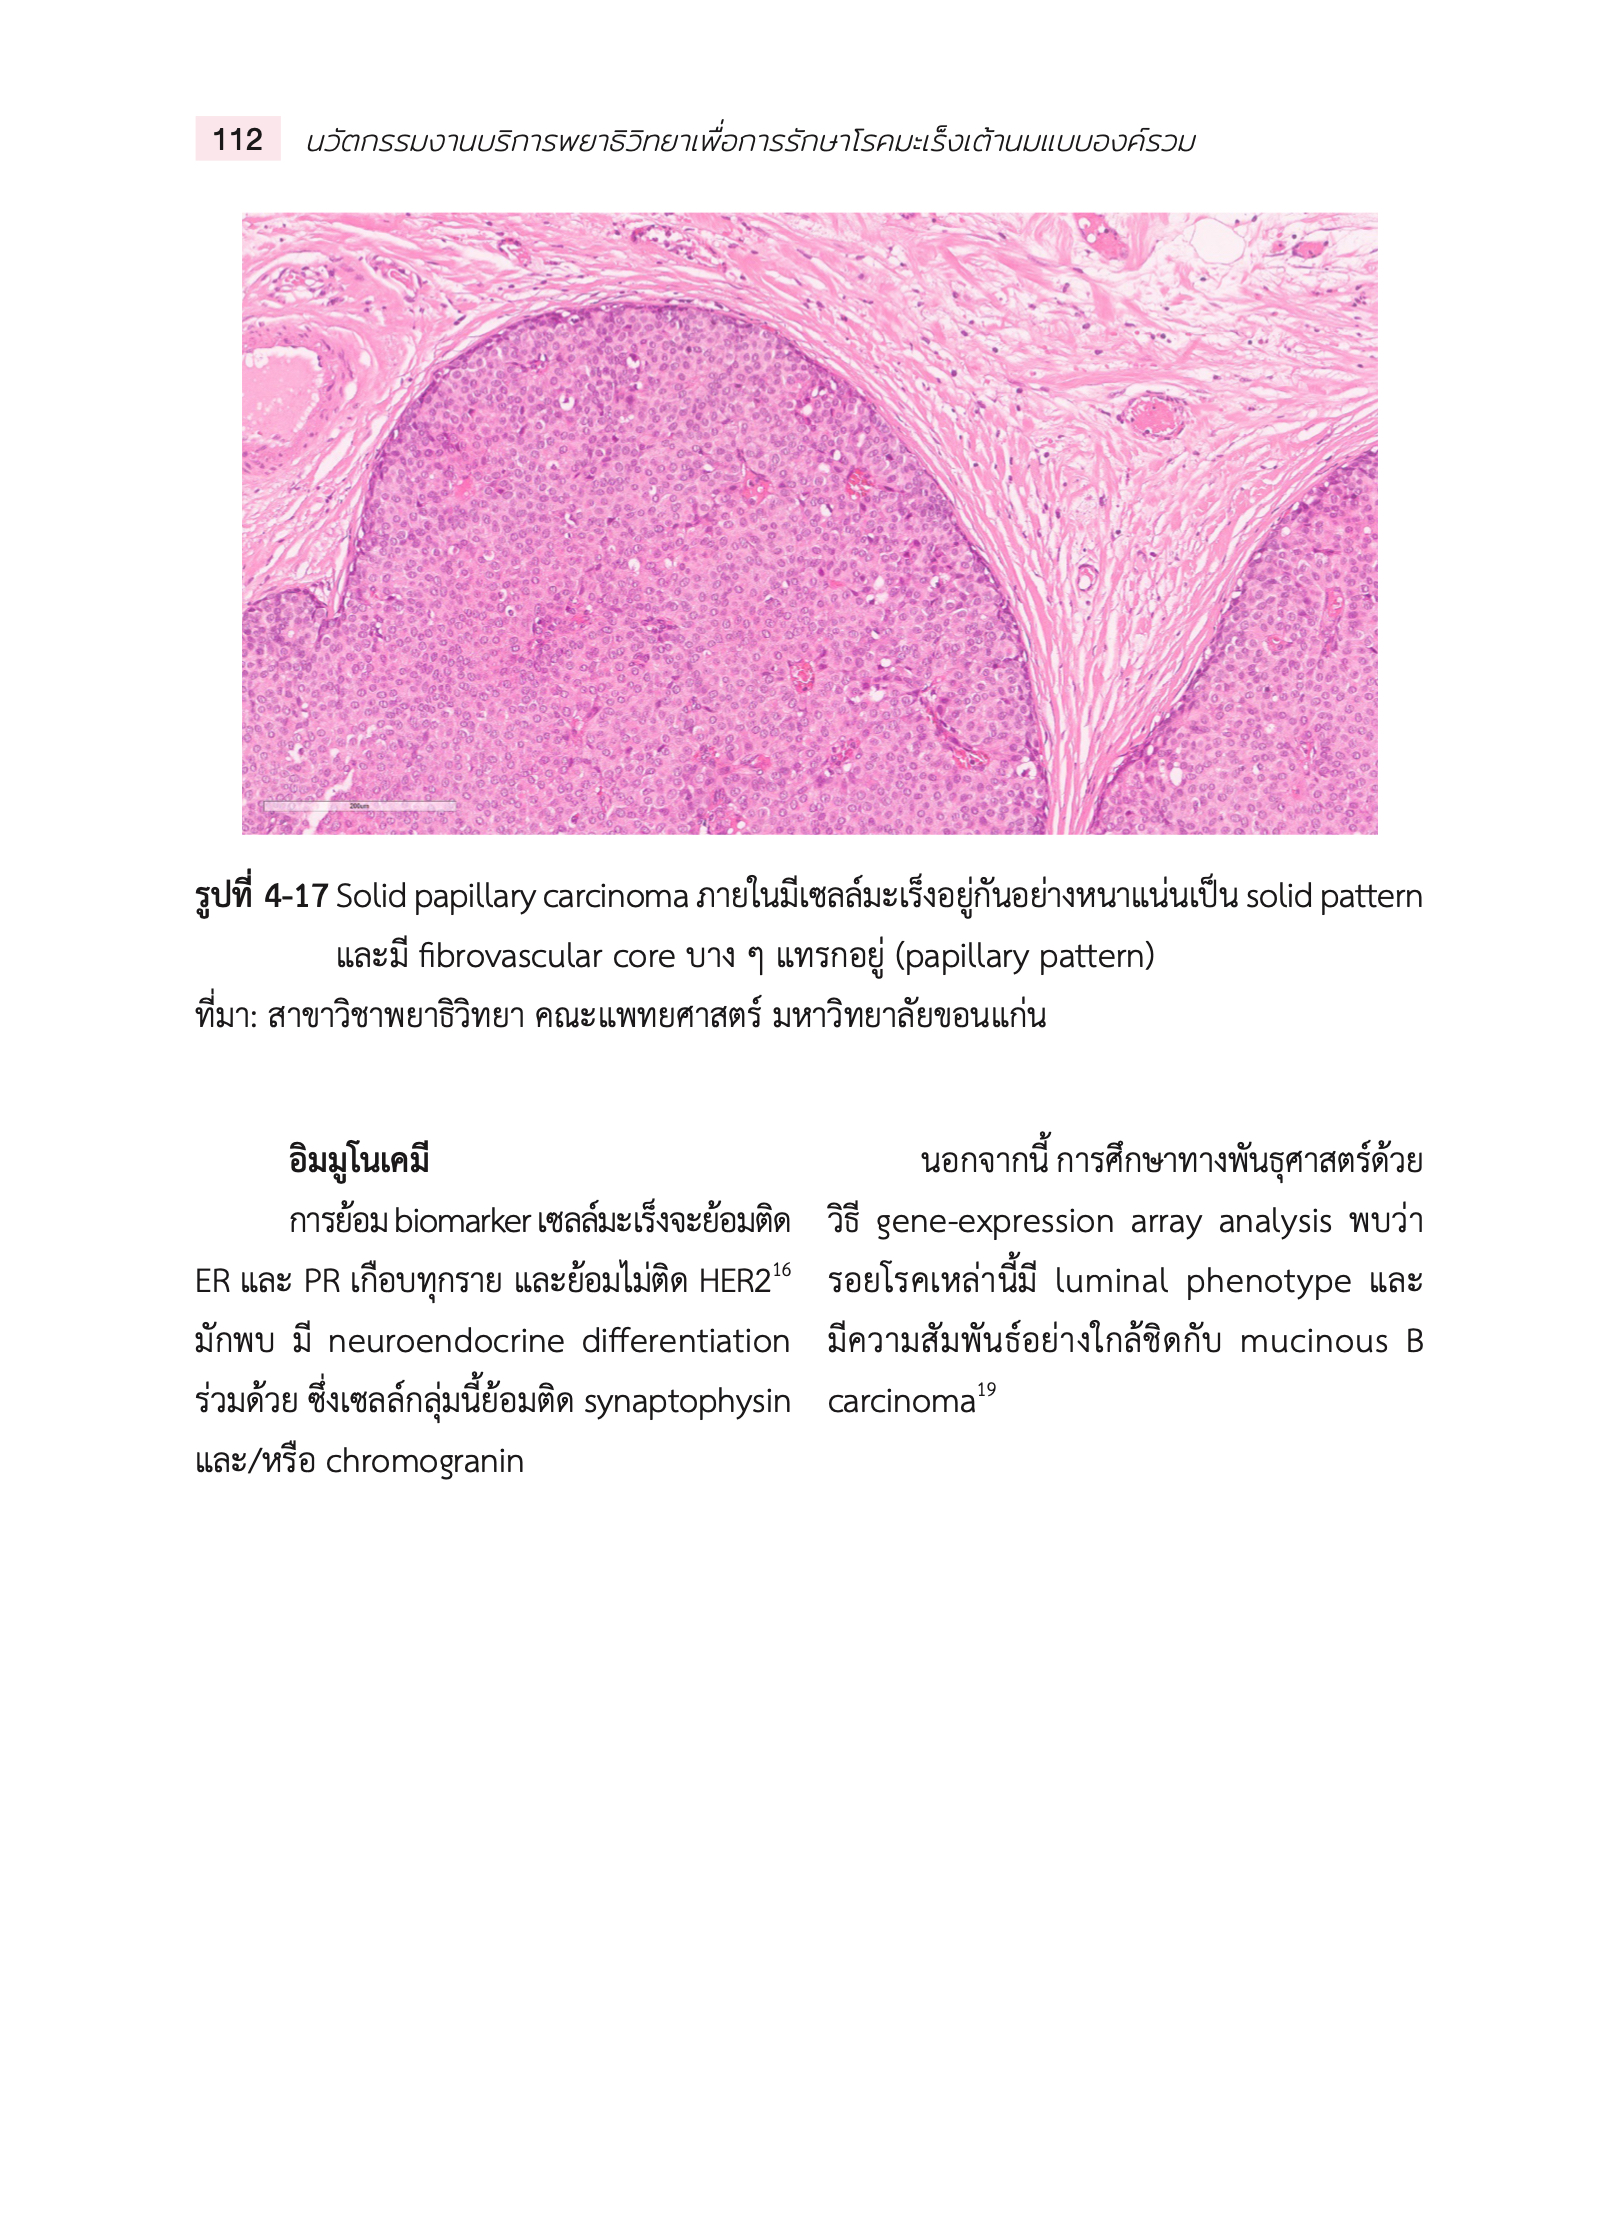 112 นวัตกรรมงานบริการพยาธิวิทยาเพื่อการรักษาโรคมะเร็งเต้านมแบบองค์รวม
200um
รูปที่ 4-17 Solid papillary carcinoma ภายในมีเซลล์มะเร็งอยู่กันอย่างหนาแน่นเป็น solid pattern
และมี fibrovascular core บาง ๆ แทรกอยู่ (papillary pattern)
ที่มา: สาขาวิชาพยาธิวิทยา คณะแพทยศาสตร์ มหาวิทยาลัยขอนแก่น
อิมมูโนเคมี
การย้อม biomarker เซลล์มะเร็งจะย้อมติด
ER และ PR เกือบทุกราย และย้อมไม่ติด HER2¹⁶
มักพบ มี neuroendocrine differentiation
ร่วมด้วย ซึ่งเซลล์กลุ่มนี้ย้อมติด synaptophysin
และ/หรือ chromogranin
นอกจากนี้ การศึกษาทางพันธุศาสตร์ด้วย
วิธี gene-expression array analysis พบว่า
รอยโรคเหล่านี้มี luminal phenotype และ
มีความสัมพันธ์อย่างใกล้ชิดกับ mucinous B
carcinoma¹⁹